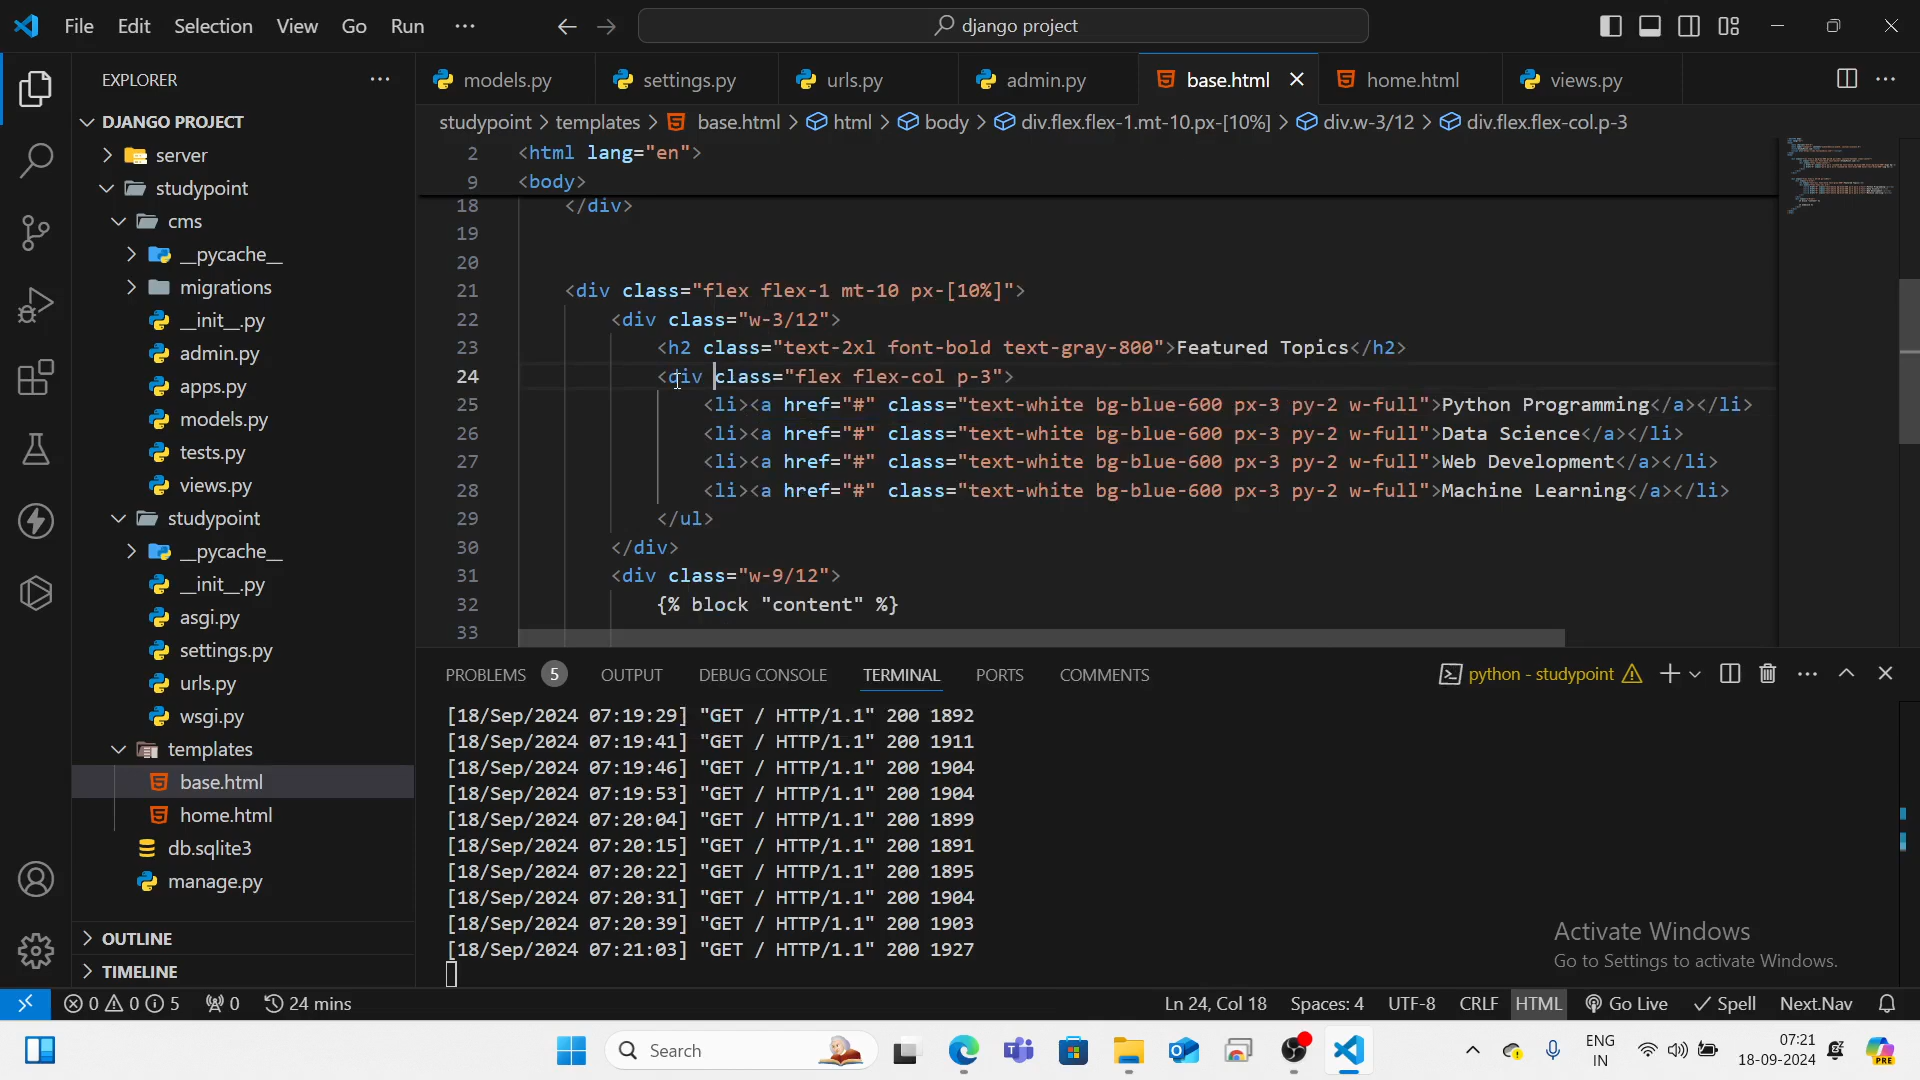 File Edit Selection View Go Run ···
django project
EXPLORER ···
models.py settings.py urls.py admin.py base.html home.html views.py ···
studypoint > templates > base.html > html > body > div.flex.flex-1.mt-10.px-[10%] > div.w-3/12 > div.flex.flex-col.p-3
DJANGO PROJECT
server
studypoint
cms
__pycache__
migrations
__init__.py
admin.py
apps.py
models.py
tests.py
views.py
studypoint
__pycache__
__init__.py
asgi.py
settings.py
urls.py
wsgi.py
templates
base.html
home.html
db.sqlite3
manage.py
OUTLINE
TIMELINE
2 <html lang="en">
9 <body>
18 </div>
19
20
21 <div class="flex flex-1 mt-10 px-[10%]">
22 <div class="w-3/12">
23 <h2 class="text-2xl font-bold text-gray-800">Featured Topics</h2>
24 <div class="flex flex-col p-3">
25 <li><a href="#" class="text-white bg-blue-600 px-3 py-2 w-full">Python Programming</a></li>
26 <li><a href="#" class="text-white bg-blue-600 px-3 py-2 w-full">Data Science</a></li>
27 <li><a href="#" class="text-white bg-blue-600 px-3 py-2 w-full">Web Development</a></li>
28 <li><a href="#" class="text-white bg-blue-600 px-3 py-2 w-full">Machine Learning</a></li>
29 </ul>
30 </div>
31 <div class="w-9/12">
32 {% block "content" %}
33
PROBLEMS 5 OUTPUT DEBUG CONSOLE TERMINAL PORTS COMMENTS
python - studypoint ···
[18/Sep/2024 07:19:29] "GET / HTTP/1.1" 200 1892
[18/Sep/2024 07:19:41] "GET / HTTP/1.1" 200 1911
[18/Sep/2024 07:19:46] "GET / HTTP/1.1" 200 1904
[18/Sep/2024 07:19:53] "GET / HTTP/1.1" 200 1904
[18/Sep/2024 07:20:04] "GET / HTTP/1.1" 200 1899
[18/Sep/2024 07:20:15] "GET / HTTP/1.1" 200 1891
[18/Sep/2024 07:20:22] "GET / HTTP/1.1" 200 1895
[18/Sep/2024 07:20:31] "GET / HTTP/1.1" 200 1904
[18/Sep/2024 07:20:39] "GET / HTTP/1.1" 200 1903
[18/Sep/2024 07:21:03] "GET / HTTP/1.1" 200 1927
Activate Windows
Go to Settings to activate Windows.
0 0 5 0 24 mins
Ln 24, Col 18 Spaces: 4 UTF-8 CRLF HTML Go Live Spell Next.Nav
Search
ENG
IN
07:21
18-09-2024
PRE